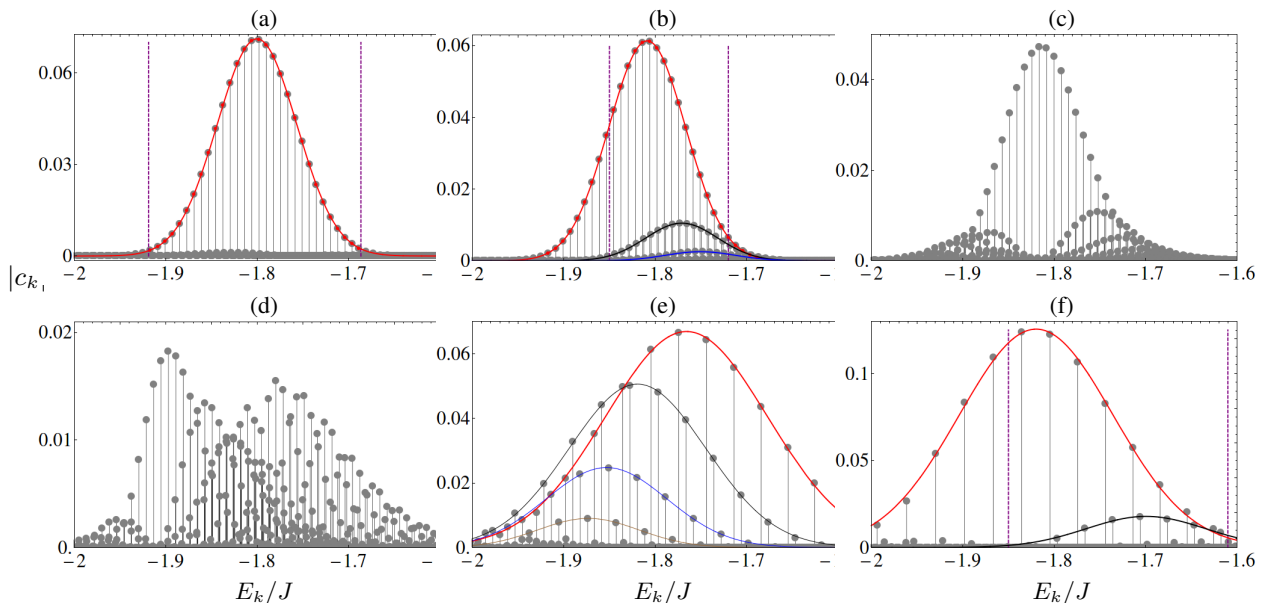 (a) (b) (c)
0.06 0.03 0
0.06 0.04 0.02 0.
0.04 0.02 0.
-2 -1.9 -1.8 -1.7 -2 -1.9 -1.8 -1.7 -2 -1.9 -1.8 -1.7 -1.6
|c_k
(d) (e) (f)
0.02 0.01 0.
0.06 0.04 0.02 0.
0.1 0.05 0.
-2 -1.9 -1.8 -1.7 -2 -1.9 -1.8 -1.7 -2 -1.9 -1.8 -1.7 -1.6
E_k/J E_k/J E_k/J